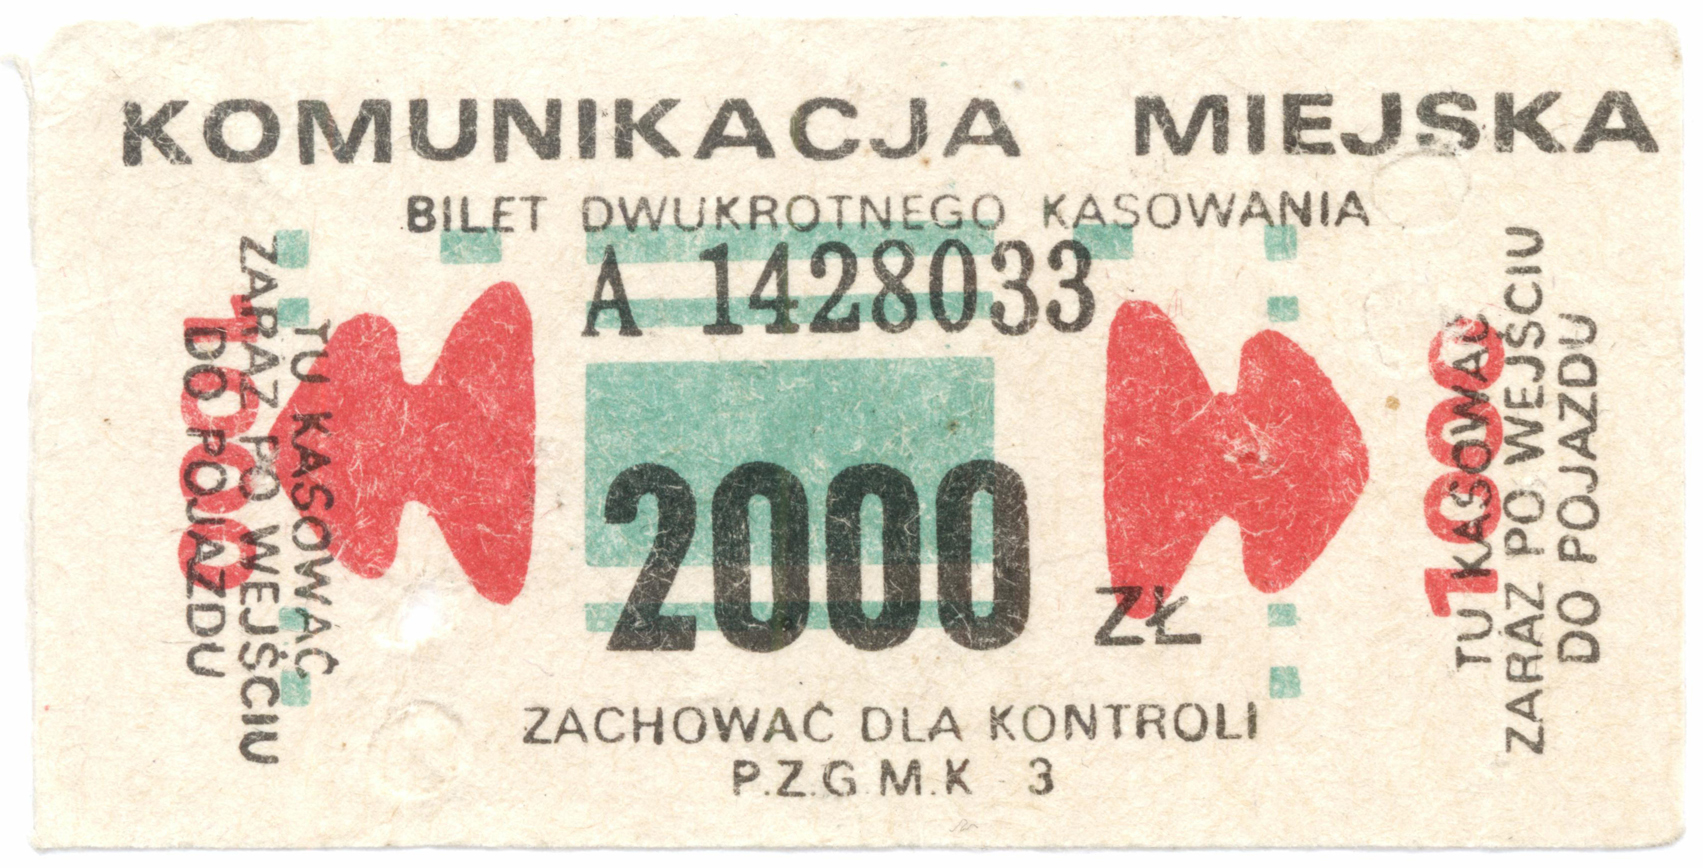 KOMUNIKACJA MIEJSKA
BILET DWUKROTNEGO KASOWANIA
A 1428033
2000 ZŁ
ZACHOWAĆ DLA KONTROLI
P.Z.G.M.K 3
TU KASOWAĆ
ZARAZ PO WEJŚCIU
DO POJAZDU
1000
TU KASOWAĆ
ZARAZ PO WEJŚCIU
DO POJAZDU
1000